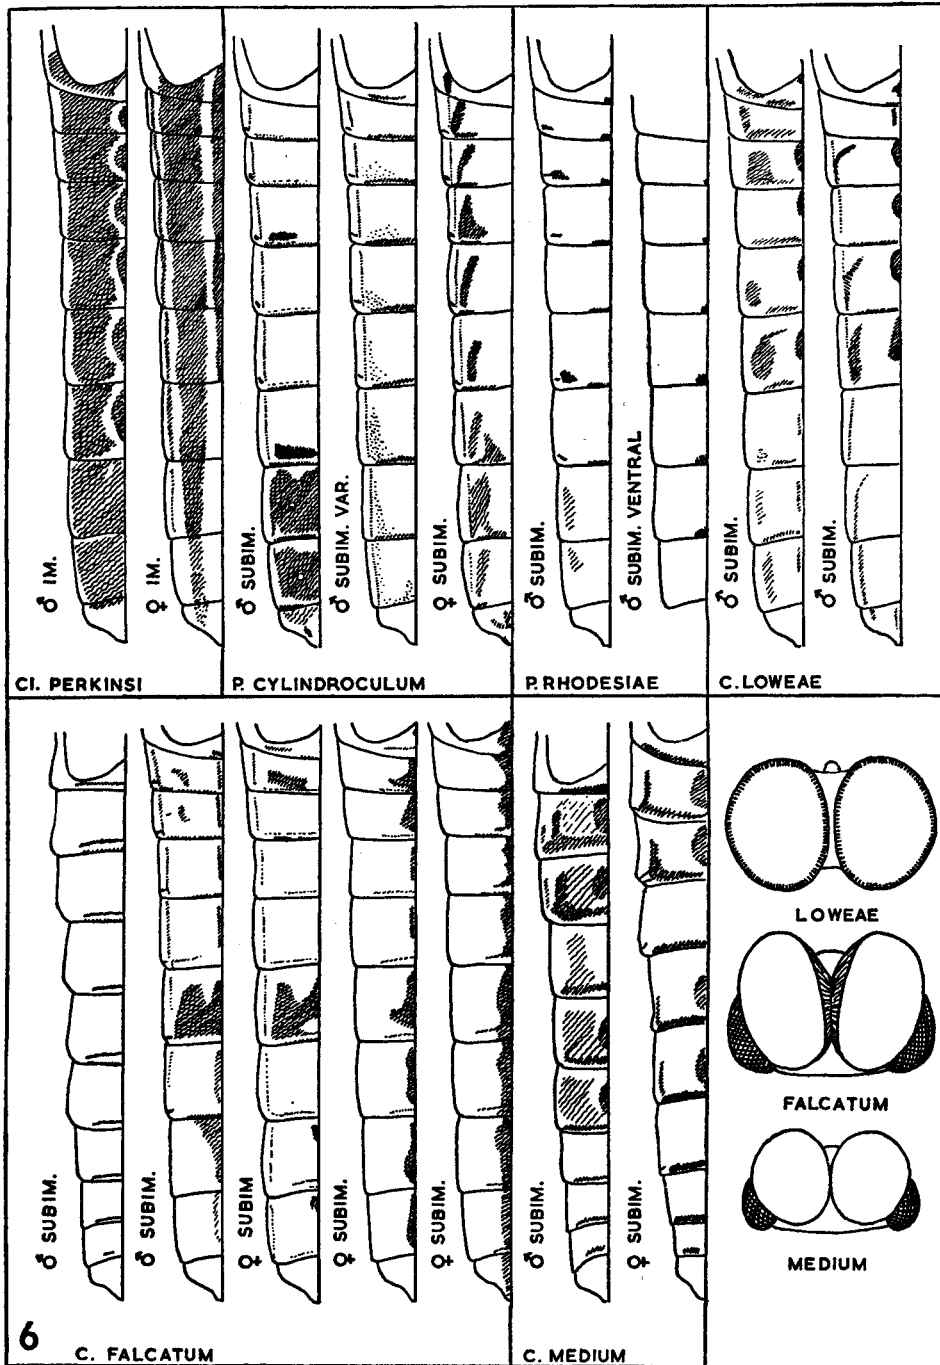 ♂ IM.
♀ IM.
♂ SUBIM.
♂ SUBIM. VAR.
♀ SUBIM.
♂ SUBIM.
♂ SUBIM. VENTRAL
♂ SUBIM.
♂ SUBIM.
CI. PERKINSI
P. CYLINDROCULUM
P. RHODESIAE
C. LOWEAE
♂ SUBIM.
♂ SUBIM.
♀ SUBIM
♀ SUBIM.
♀ SUBIM.
♂ SUBIM.
♀ SUBIM.
LOWEAE
FALCATUM
MEDIUM
6
C. FALCATUM
C. MEDIUM